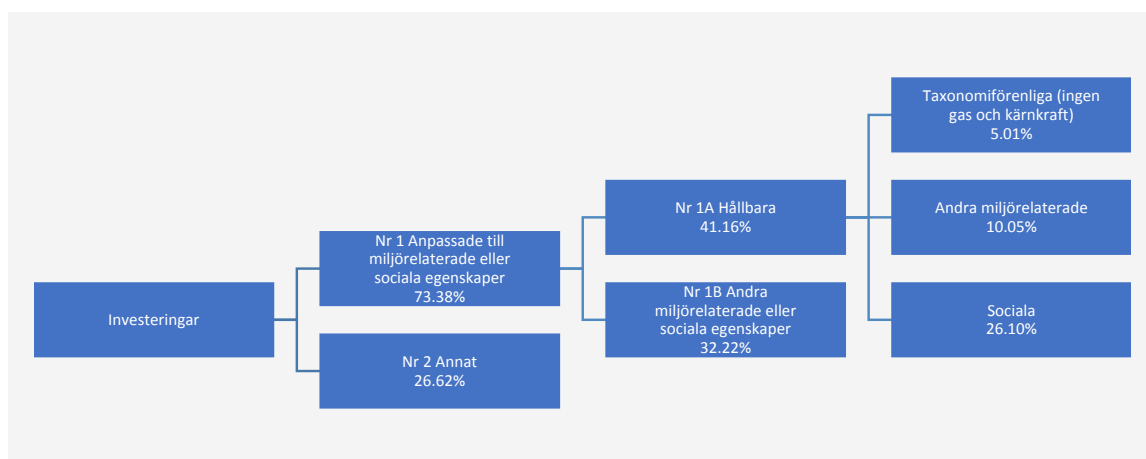 Investeringar
Nr 1 Anpassade till
miljörelaterade eller
sociala egenskaper
73.38%
Nr 2 Annat
26.62%
Nr 1A Hållbara
41.16%
Nr 1B Andra
miljörelaterade eller
sociala egenskaper
32.22%
Taxonomiförenliga (ingen
gas och kärnkraft)
5.01%
Andra miljörelaterade
10.05%
Sociala
26.10%